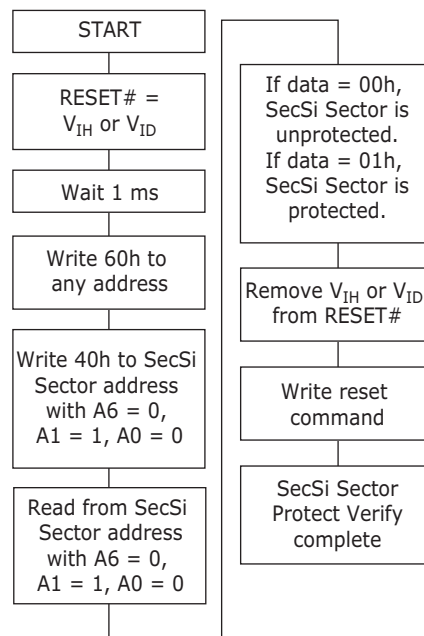 START
RESET# =
VIH or VID
Wait 1 ms
Write 60h to
any address
Write 40h to SecSi
Sector address
with A6 = 0,
A1 = 1, A0 = 0
Read from SecSi
Sector address
with A6 = 0,
A1 = 1, A0 = 0
If data = 00h,
SecSi Sector is
unprotected.
If data = 01h,
SecSi Sector is
protected.
Remove VIH or VID
from RESET#
Write reset
command
SecSi Sector
Protect Verify
complete